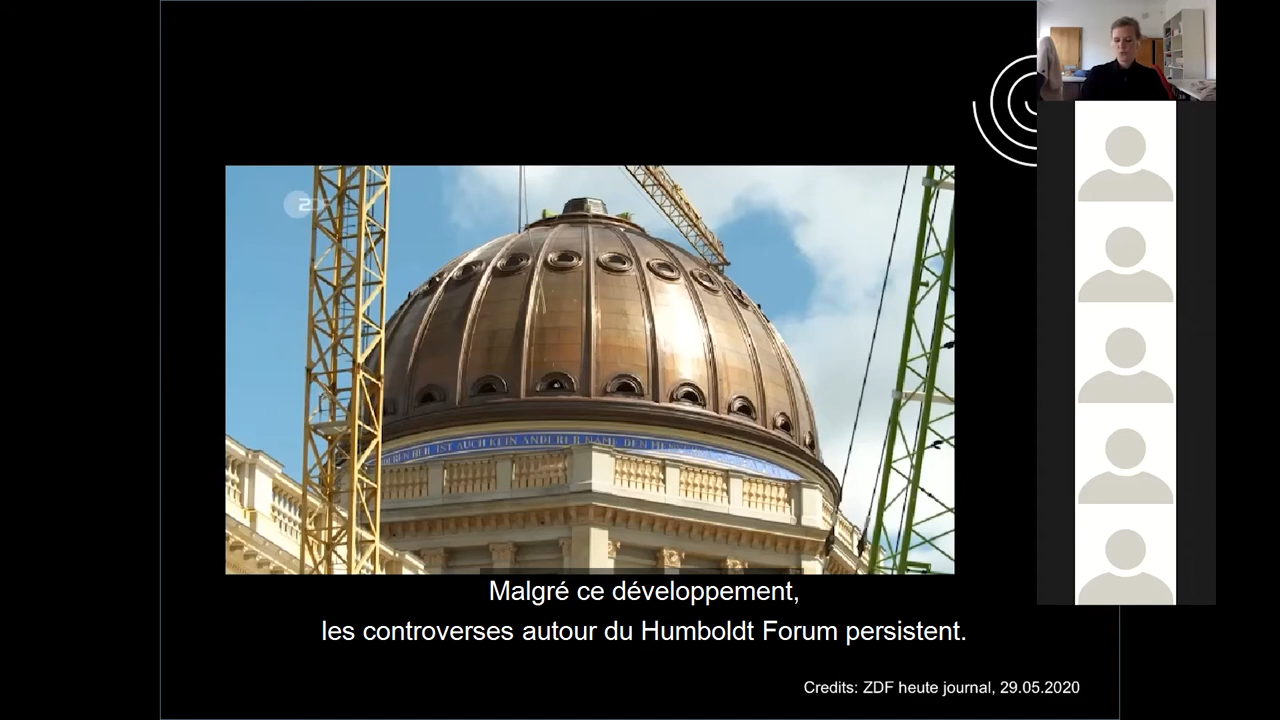 ZDF
IST AUCH KEIN ANDERER NAME DEN
Malgré ce développement,
les controverses autour du Humboldt Forum persistent.
Credits: ZDF heute journal, 29.05.2020